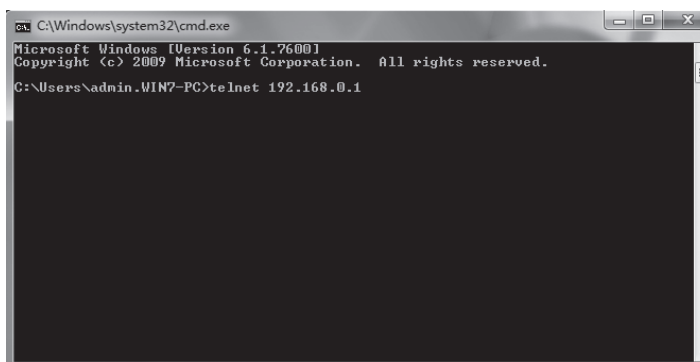 C:\Windows\system32\cmd.exe
Microsoft Windows [Version 6.1.7600]
Copyright (c) 2009 Microsoft Corporation.  All rights reserved.
C:\Users\admin.WIN7-PC>telnet 192.168.0.1